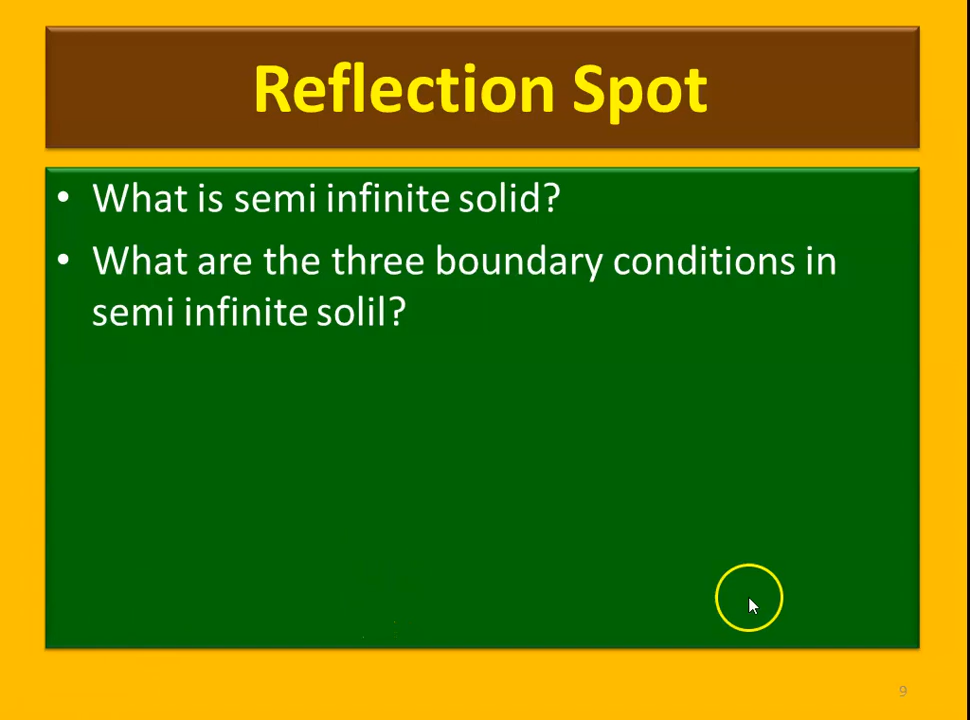 Reflection Spot
• What is semi infinite solid?
• What are the three boundary conditions in
semi infinite solil?
9